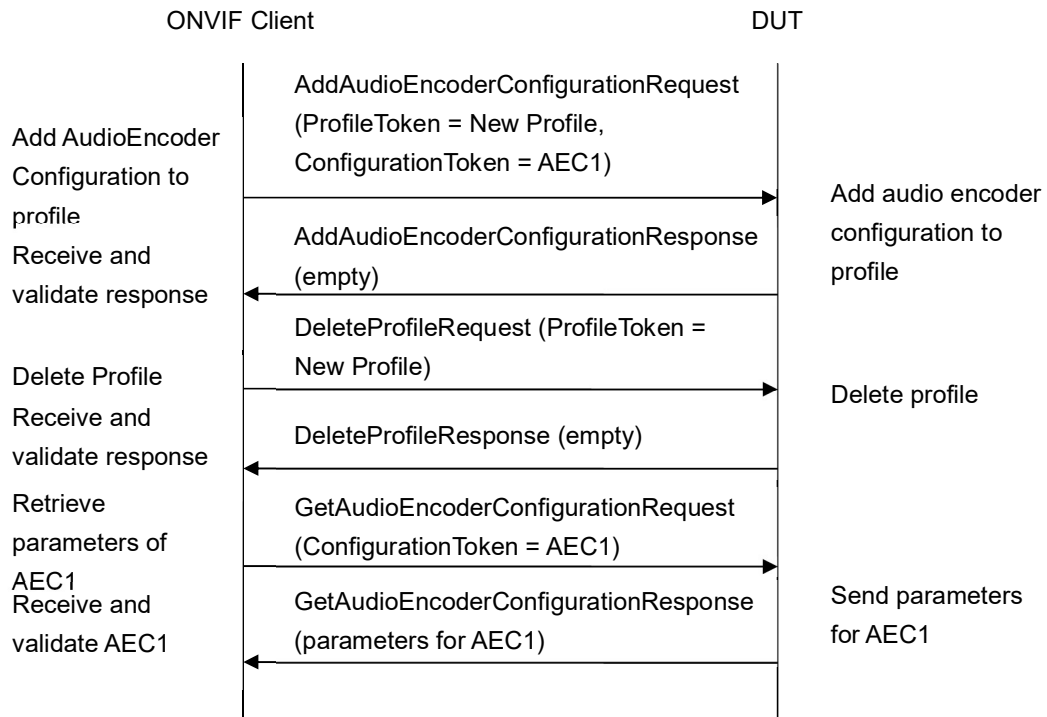 ONVIF Client
DUT
AddAudioEncoderConfigurationRequest
(ProfileToken = New Profile,
ConfigurationToken = AEC1)
Add AudioEncoder
Configuration to
profile
Add audio encoder
configuration to
profile
AddAudioEncoderConfigurationResponse
(empty)
Receive and
validate response
DeleteProfileRequest (ProfileToken =
New Profile)
Delete Profile
Delete profile
Receive and
validate response
DeleteProfileResponse (empty)
Retrieve
parameters of
AEC1
GetAudioEncoderConfigurationRequest
(ConfigurationToken = AEC1)
Receive and
validate AEC1
GetAudioEncoderConfigurationResponse
(parameters for AEC1)
Send parameters
for AEC1